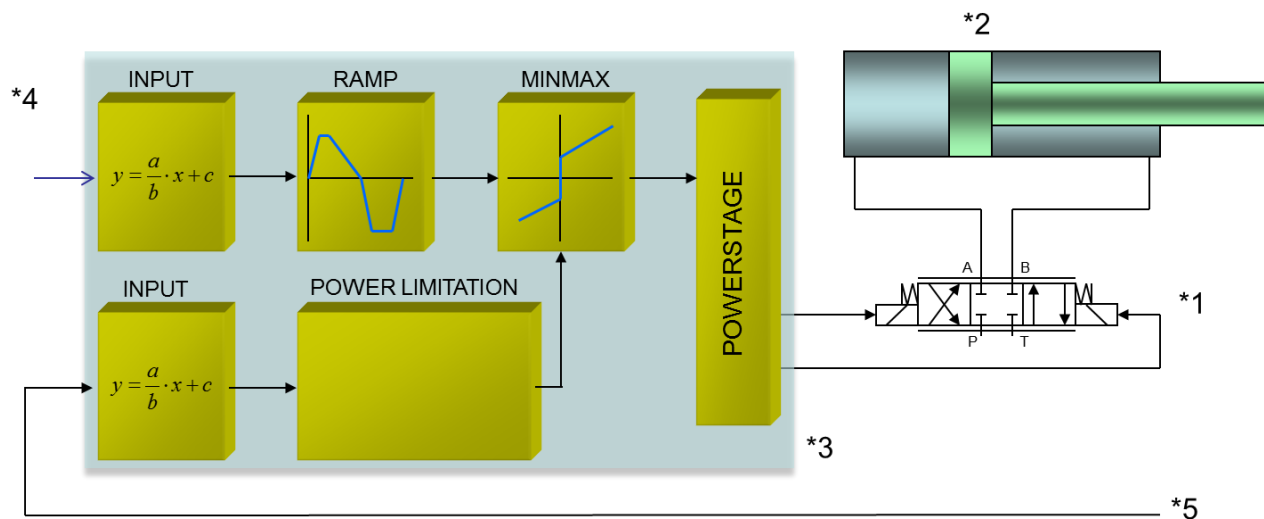 *2
INPUT
RAMP
MINMAX
*4
y = a/b · x + c
POWERSTAGE
A
B
INPUT
POWER LIMITATION
*1
P
T
y = a/b · x + c
*3
*5